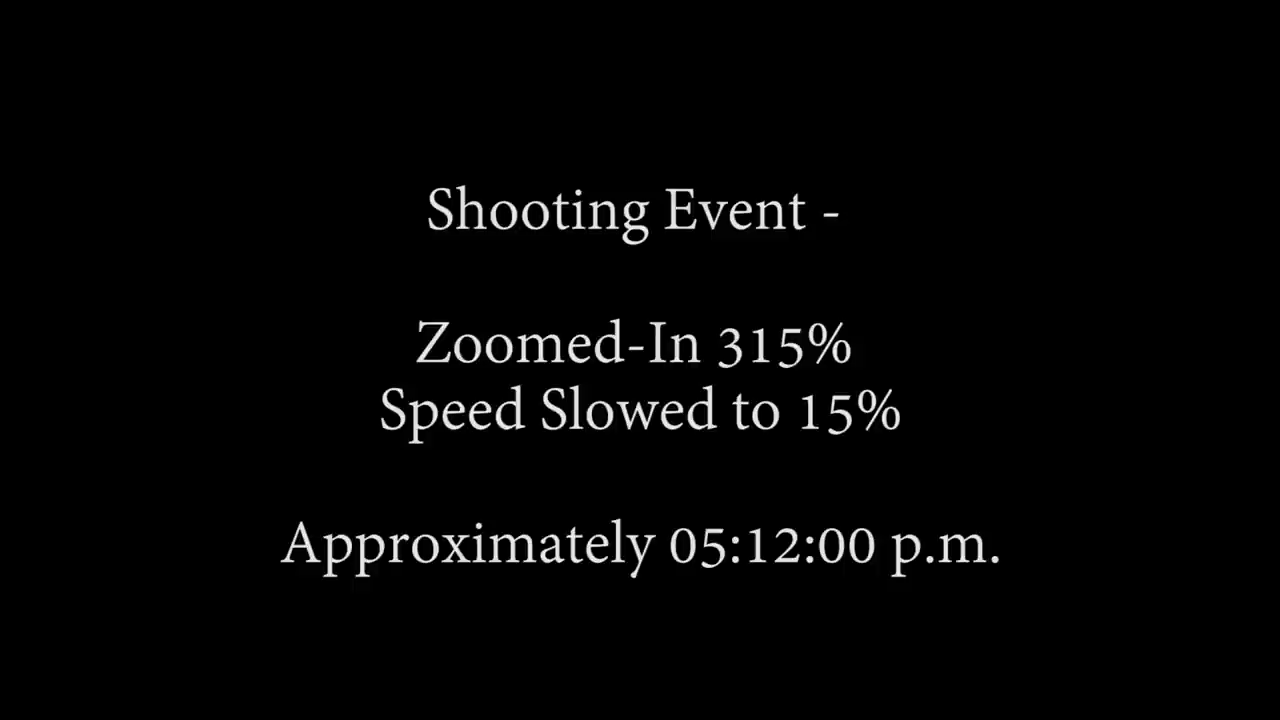 Shooting Event -
Zoomed-In 315%
Speed Slowed to 15%
Approximately 05:12:00 p.m.